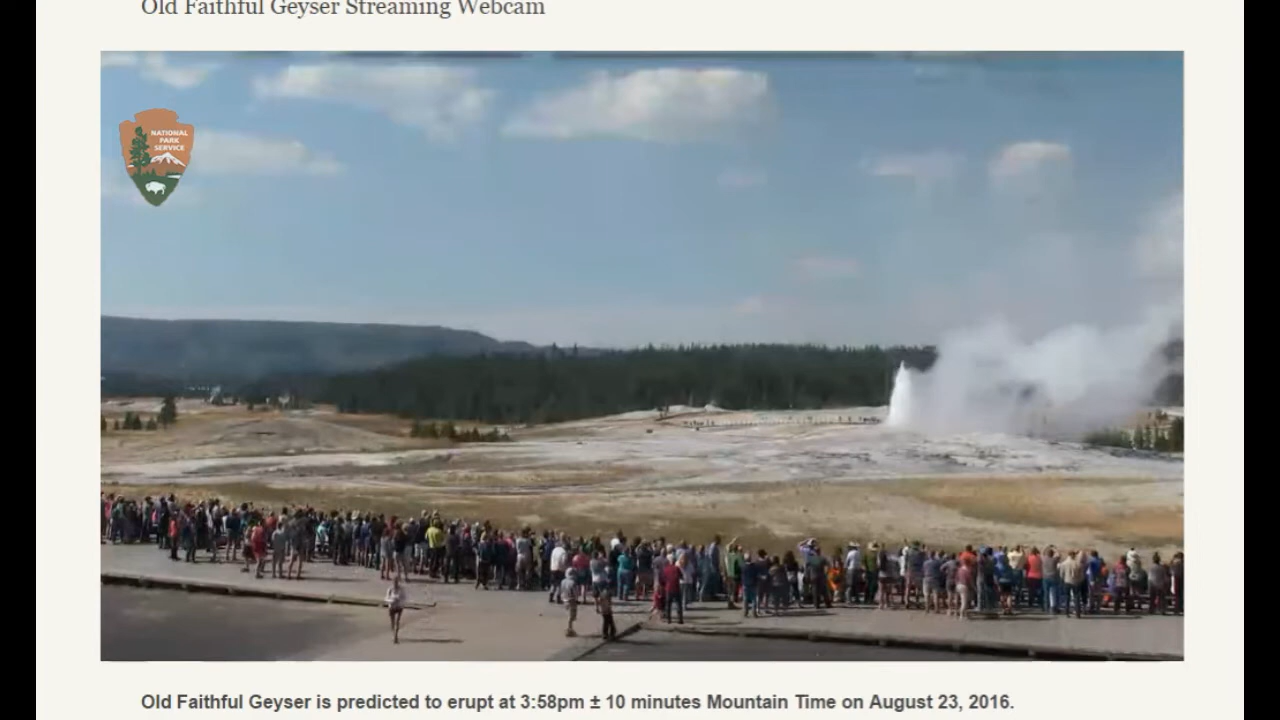 Old Faithful Geyser Streaming Webcam
NATIONAL
PARK
SERVICE
Old Faithful Geyser is predicted to erupt at 3:58pm ± 10 minutes Mountain Time on August 23, 2016.